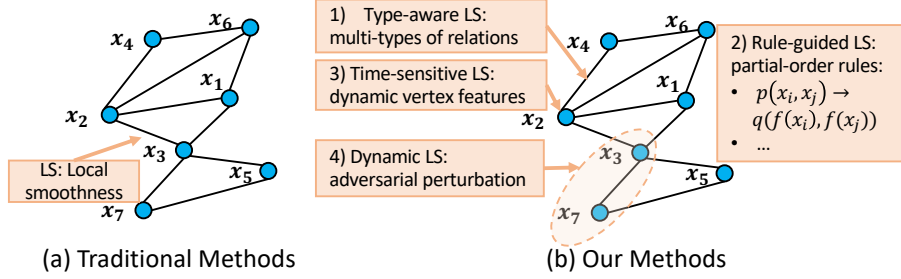 x₆
x₄
x₁
x₂
x₃
x₅
x₇
LS: Local
smoothness
(a) Traditional Methods
1) Type-aware LS:
multi-types of relations
x₆
x₄
3) Time-sensitive LS:
dynamic vertex features
x₁
x₂
2) Rule-guided LS:
partial-order rules:
• p(xᵢ, xⱼ) →
q(f(xᵢ), f(xⱼ))
• ...
4) Dynamic LS:
adversarial perturbation
x₃
x₅
x₇
(b) Our Methods